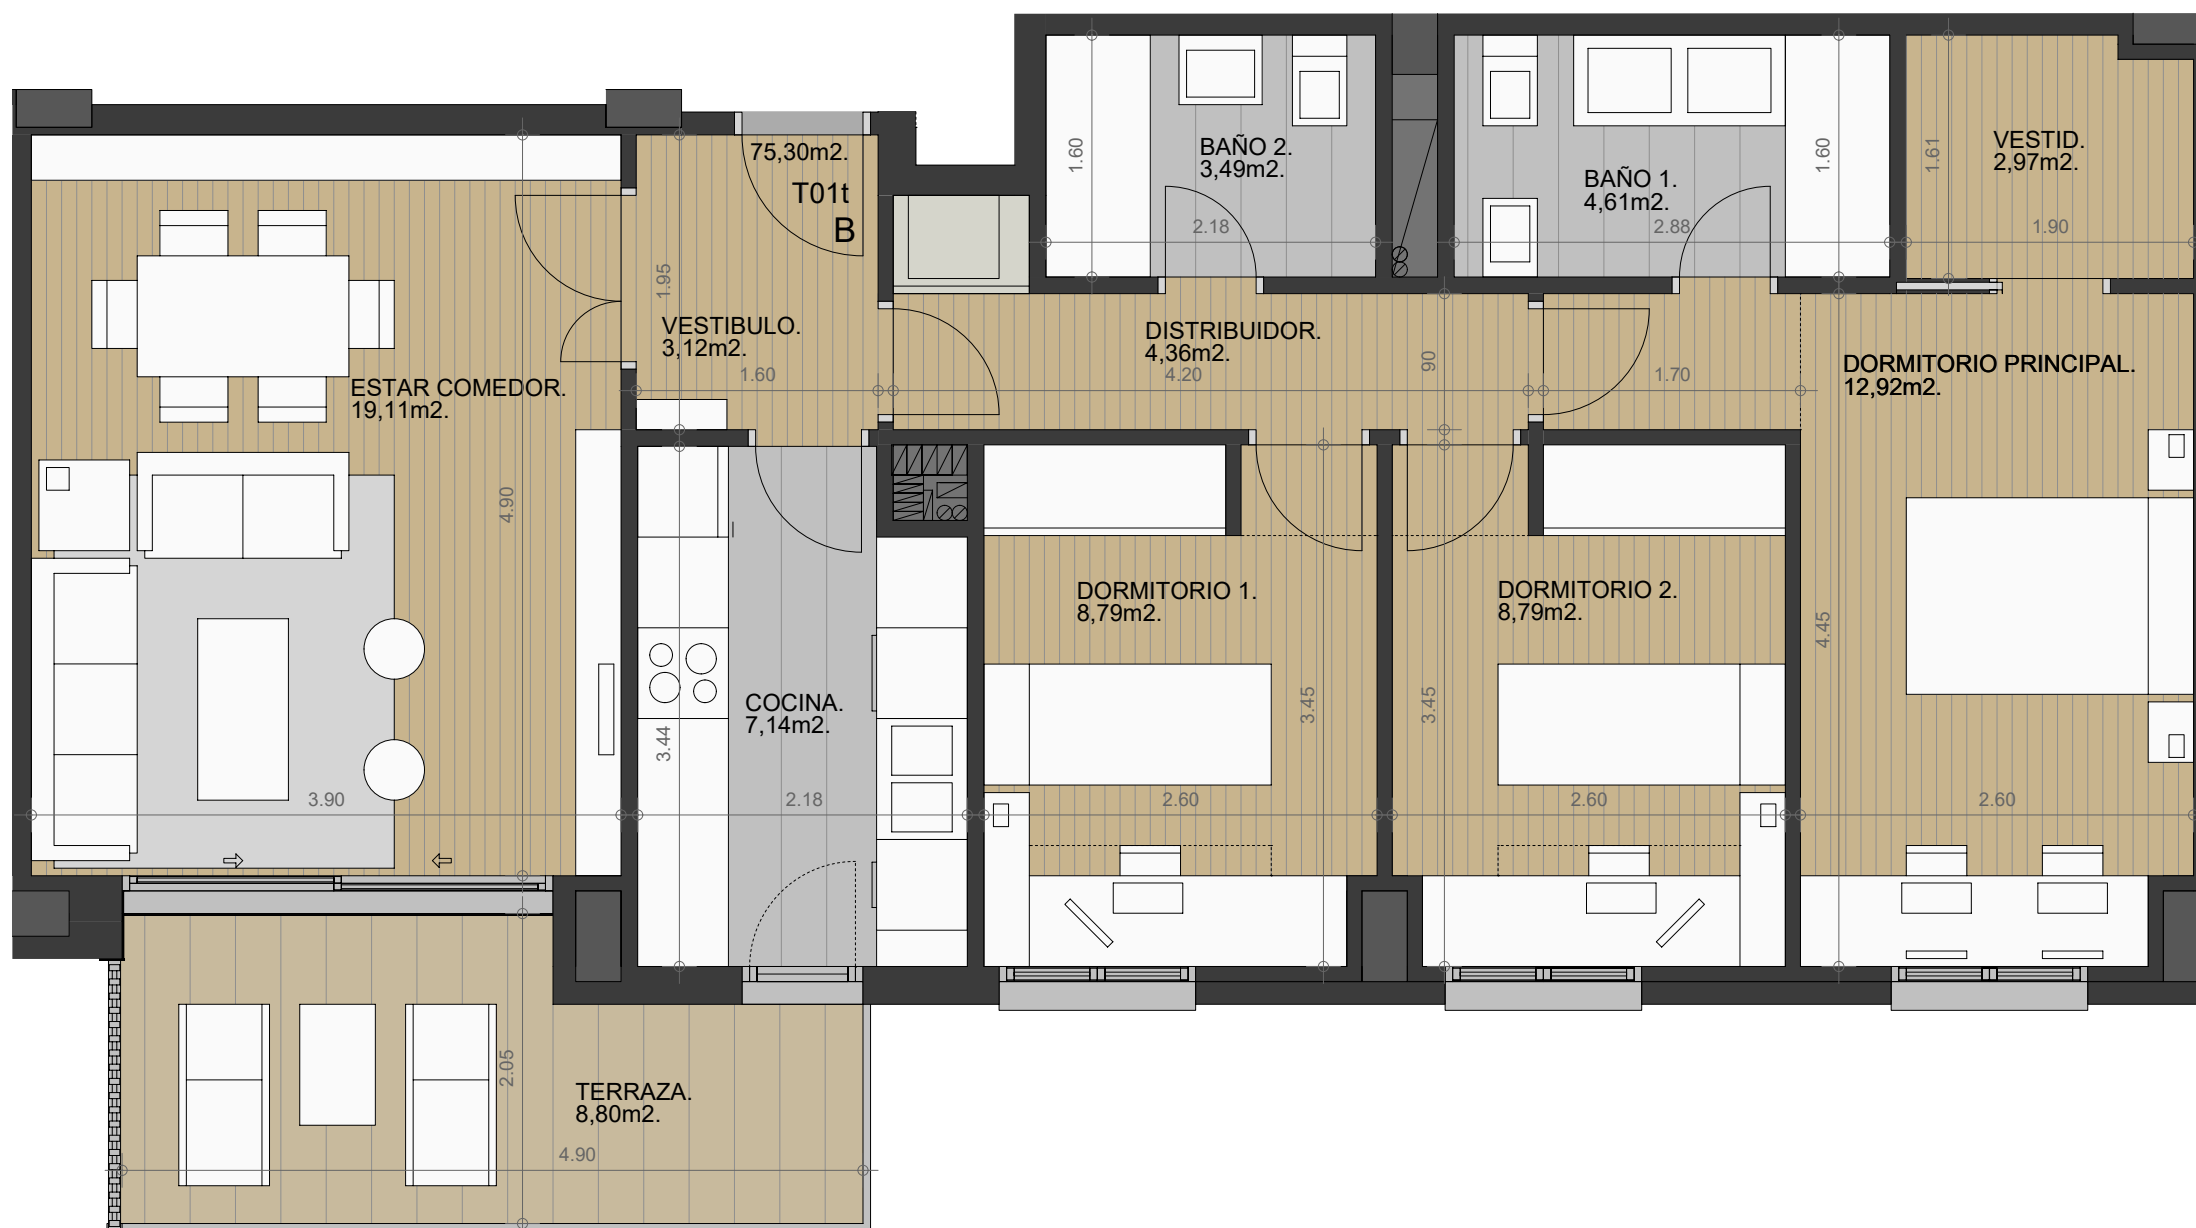 BAÑO 2.
3,49m2.
1.60
2.18
BAÑO 1.
4,61m2.
1.60
2.88
VESTID.
2,97m2.
1.61
1.90
75,30m2.
T01t
B
1.95
VESTIBULO.
3,12m2.
1.60
DISTRIBUIDOR.
4,36m2.
4.20
90
1.70
DORMITORIO PRINCIPAL.
12,92m2.
ESTAR COMEDOR.
19,11m2.
4.90
3.90
COCINA.
7,14m2.
3.44
2.18
DORMITORIO 1.
8,79m2.
3.45
2.60
DORMITORIO 2.
8,79m2.
3.45
2.60
4.45
2.60
TERRAZA.
8,80m2.
2.05
4.90